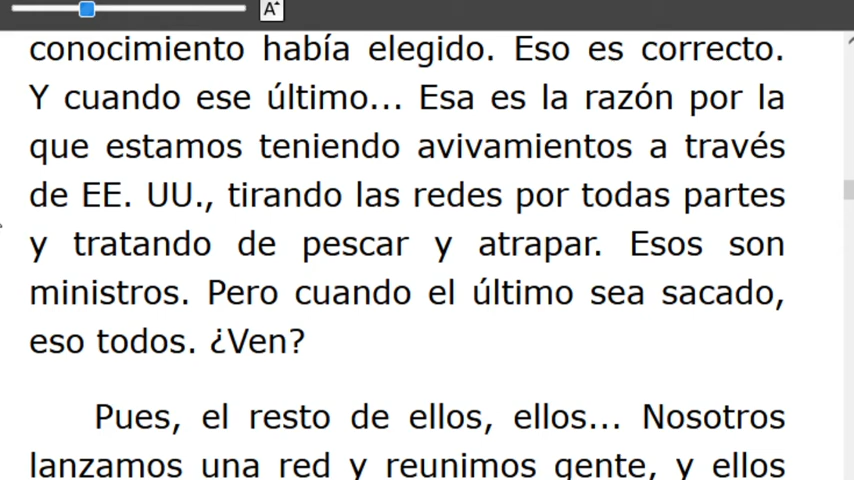 A
conocimiento había elegido. Eso es correcto.
Y cuando ese último... Esa es la razón por la
que estamos teniendo avivamientos a través
de EE. UU., tirando las redes por todas partes
y tratando de pescar y atrapar. Esos son
ministros. Pero cuando el último sea sacado,
eso todos. ¿Ven?
Pues, el resto de ellos, ellos... Nosotros
lanzamos una red y reunimos gente, y ellos